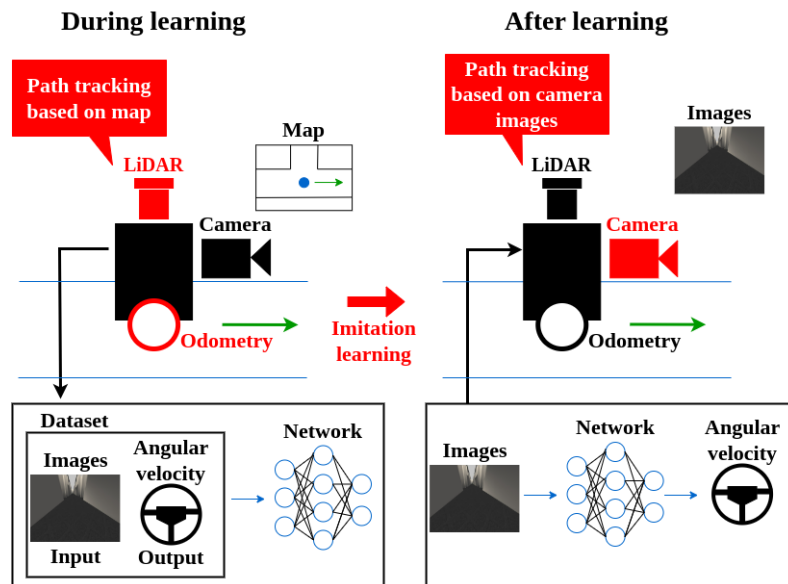 During learning
Path tracking
based on map
LiDAR
Map
Camera
Odometry
Dataset
Images
Angular
velocity
Input
Output
Network
Imitation
learning
After learning
Path tracking
based on camera
images
Images
LiDAR
Camera
Odometry
Images
Network
Angular
velocity